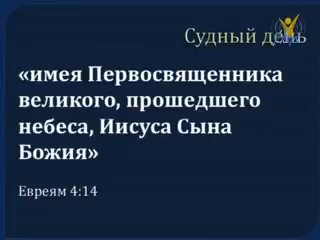 Судный день
«имея Первосвященника
великого, прошедшего
небеса, Иисуса Сына
Божия»
Евреям 4:14